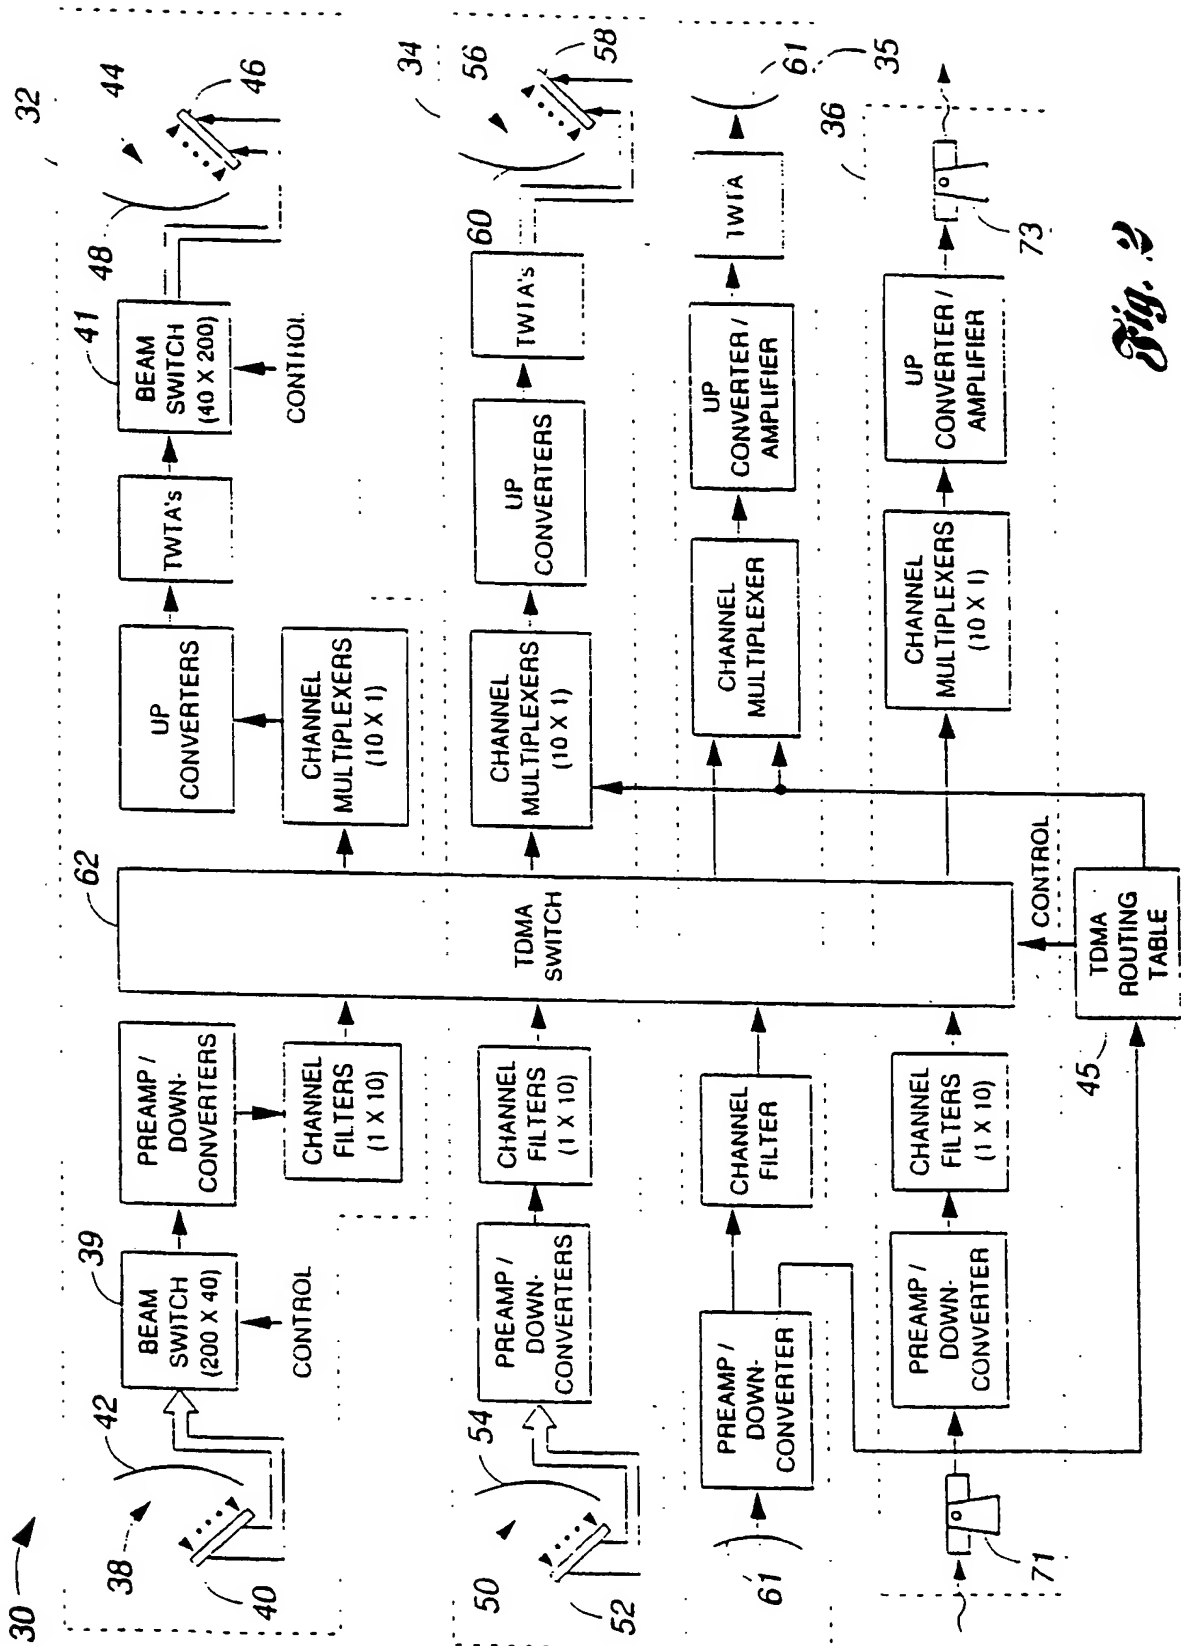 30
38
40
42
39
BEAM
SWITCH
(200 X 40)
CONTROL
PREAMP /
DOWN-
CONVERTERS
CHANNEL
FILTERS
(1 X 10)
62
TDMA
SWITCH
CHANNEL
MULTIPLEXERS
(10 X 1)
UP
CONVERTERS
TWTA's
41
BEAM
SWITCH
(40 X 200)
CONTROL
48
44
46
32
50
52
54
PREAMP /
DOWN-
CONVERTERS
CHANNEL
FILTERS
(1 X 10)
CHANNEL
MULTIPLEXERS
(10 X 1)
UP
CONVERTERS
TWTA's
60
34
56
58
61
PREAMP /
DOWN-
CONVERTER
CHANNEL
FILTER
CHANNEL
MULTIPLEXER
UP
CONVERTER /
AMPLIFIER
TWTA
61
35
71
PREAMP /
DOWN-
CONVERTER
CHANNEL
FILTERS
(1 X 10)
CHANNEL
MULTIPLEXERS
(10 X 1)
UP
CONVERTER /
AMPLIFIER
73
36
45
TDMA
ROUTING
TABLE
CONTROL
Fig. 2